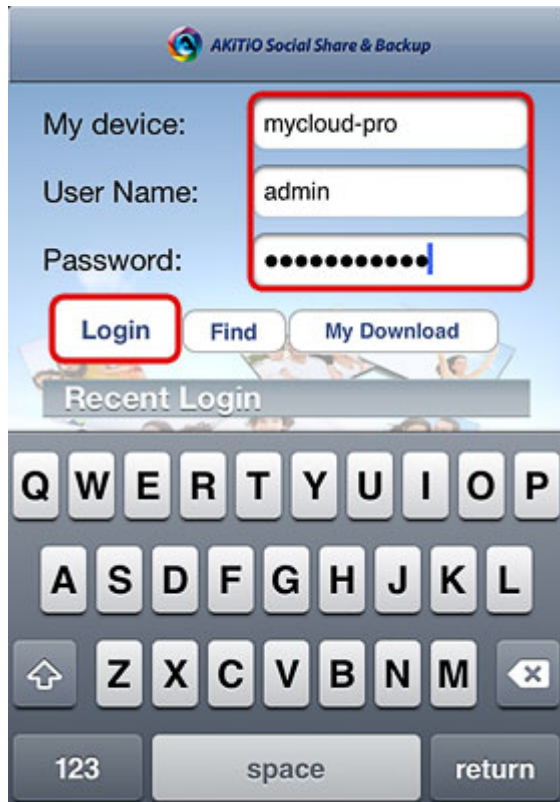 AKiTiO Social Share & Backup
My device: mycloud-pro
User Name: admin
Password: ●●●●●●●●●●●
Login Find My Download
Recent Login
Q W E R T Y U I O P
A S D F G H J K L
Z X C V B N M
123 space return